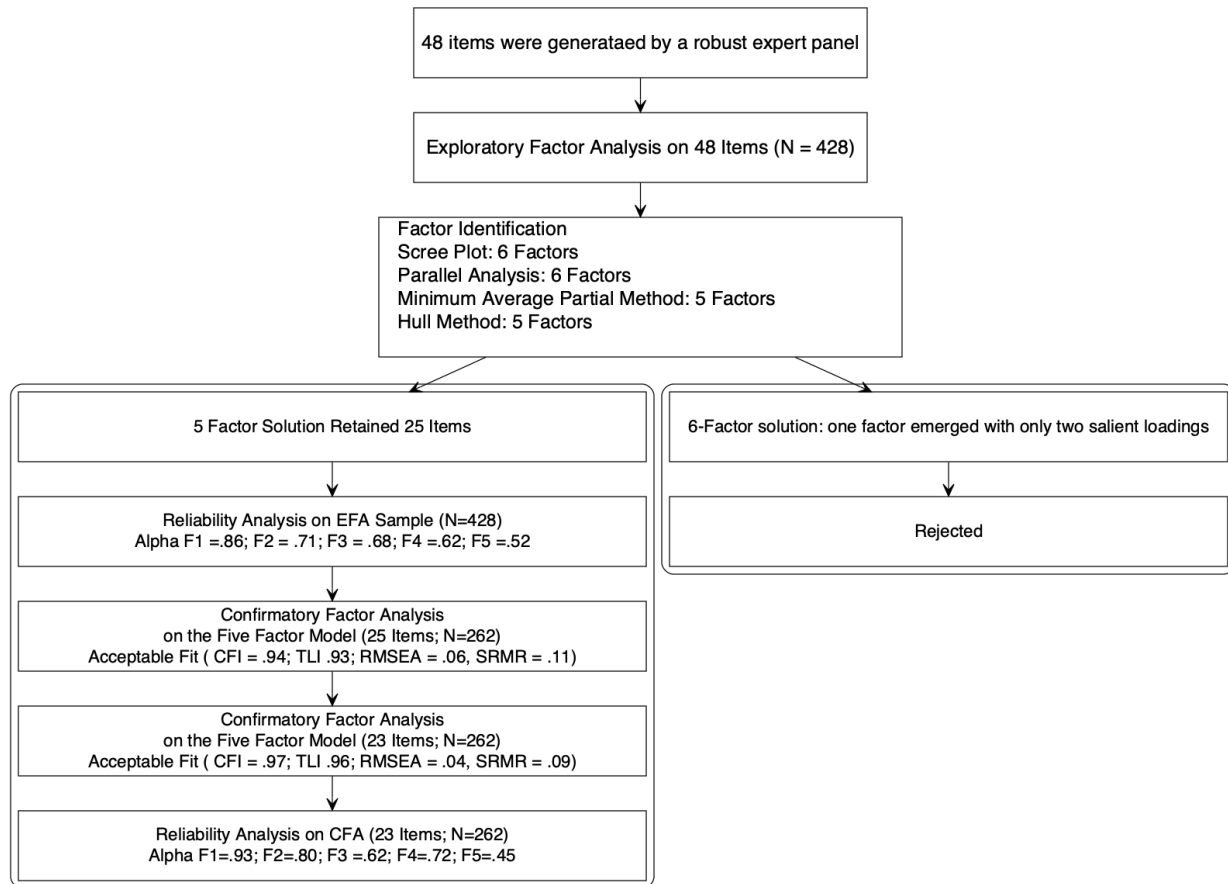 48 items were generataed by a robust expert panel
Exploratory Factor Analysis on 48 Items (N = 428)
Factor Identification
Scree Plot: 6 Factors
Parallel Analysis: 6 Factors
Minimum Average Partial Method: 5 Factors
Hull Method: 5 Factors
5 Factor Solution Retained 25 Items
Reliability Analysis on EFA Sample (N=428)
Alpha F1 =.86; F2 = .71; F3 = .68; F4 =.62; F5 =.52
Confirmatory Factor Analysis
on the Five Factor Model (25 Items; N=262)
Acceptable Fit ( CFI = .94; TLI .93; RMSEA = .06, SRMR = .11)
Confirmatory Factor Analysis
on the Five Factor Model (23 Items; N=262)
Acceptable Fit ( CFI = .97; TLI .96; RMSEA = .04, SRMR = .09)
Reliability Analysis on CFA (23 Items; N=262)
Alpha F1=.93; F2=.80; F3 =.62; F4=.72; F5=.45
6-Factor solution: one factor emerged with only two salient loadings
Rejected